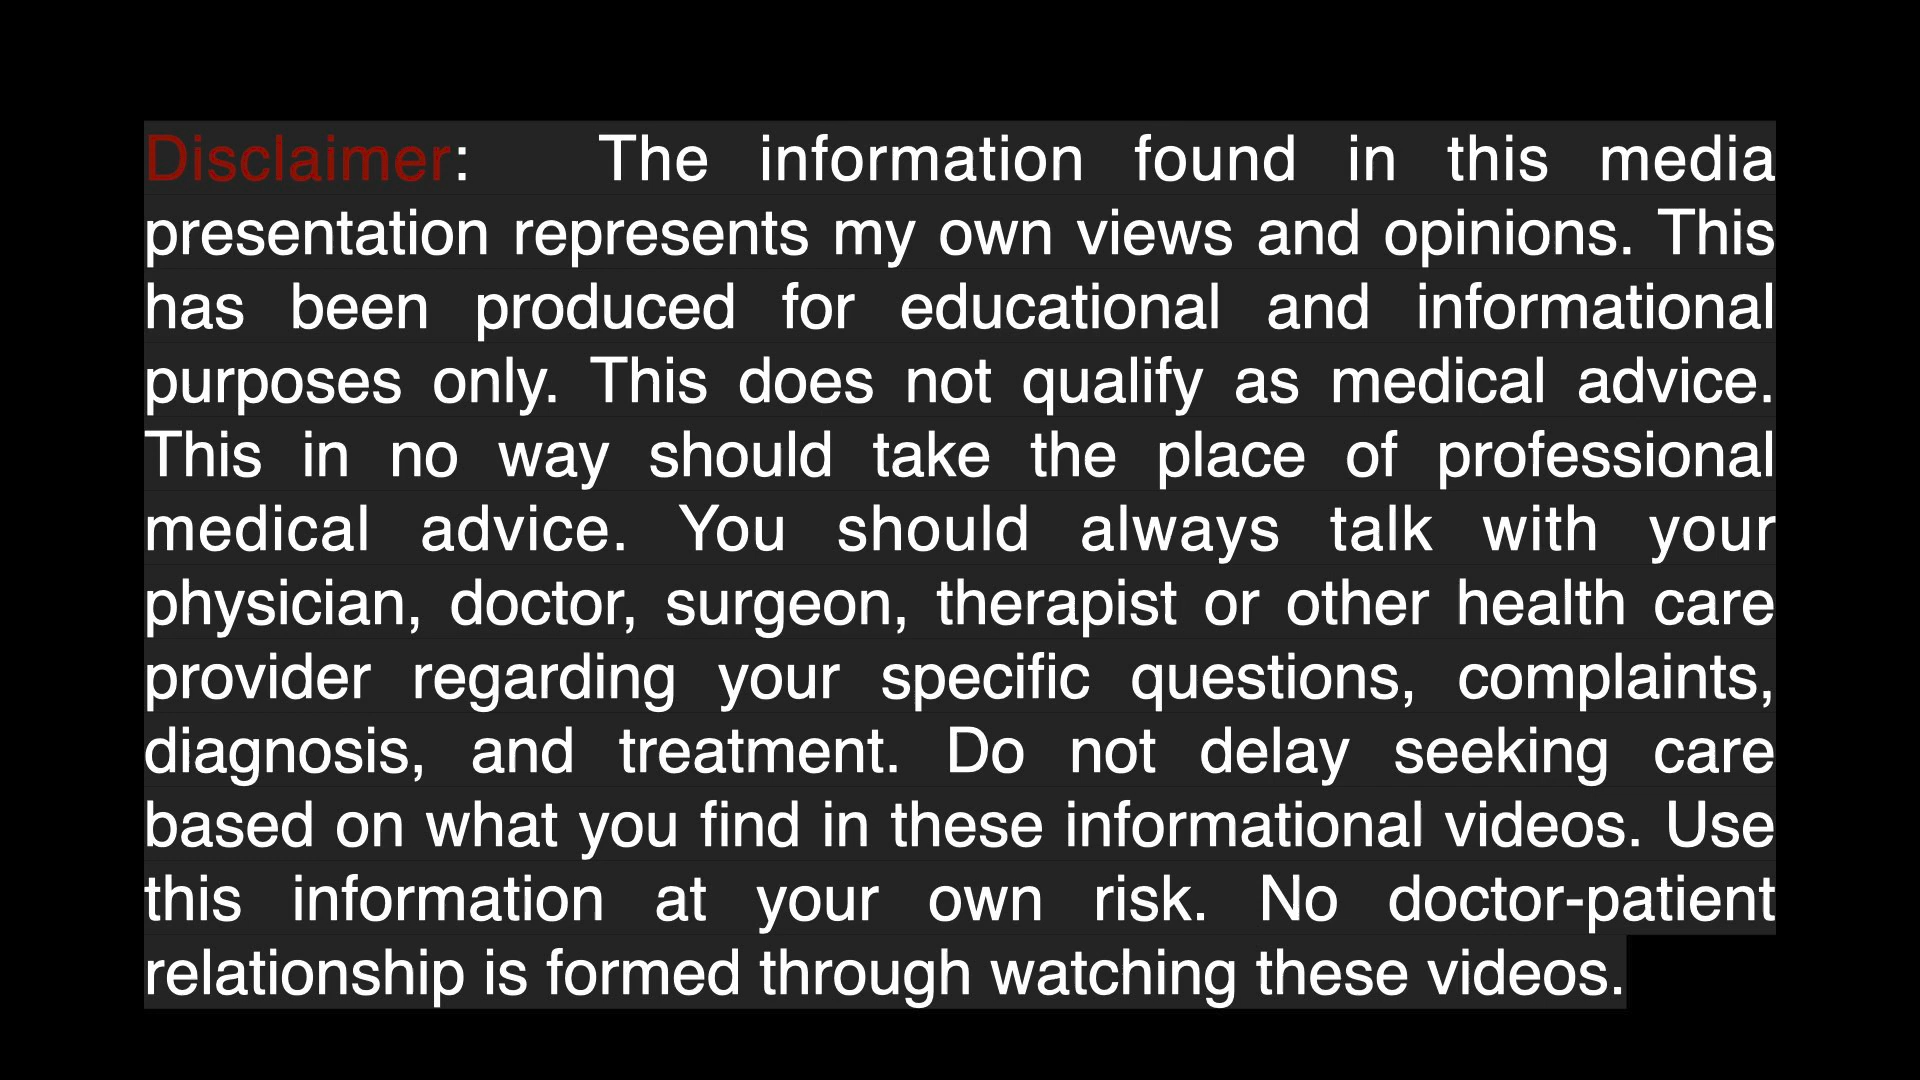 Disclaimer: The information found in this media
presentation represents my own views and opinions. This
has been produced for educational and informational
purposes only. This does not qualify as medical advice.
This in no way should take the place of professional
medical advice. You should always talk with your
physician, doctor, surgeon, therapist or other health care
provider regarding your specific questions, complaints,
diagnosis, and treatment. Do not delay seeking care
based on what you find in these informational videos. Use
this information at your own risk. No doctor-patient
relationship is formed through watching these videos.